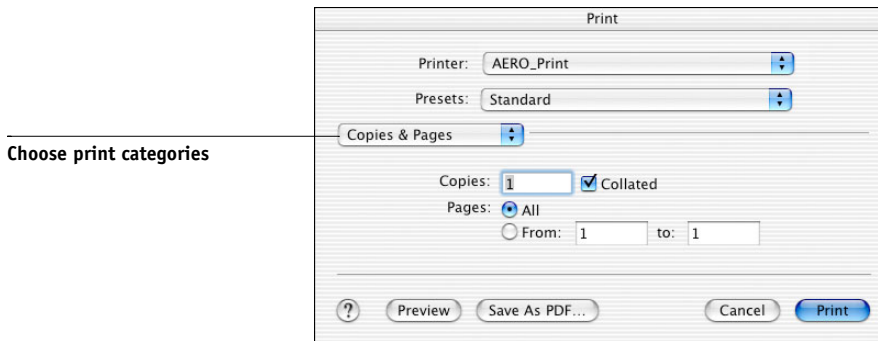 Print
Printer: AERO_Print
Presets: Standard
Copies & Pages
Choose print categories
Copies: 1 Collated
Pages: All
From: 1 to: 1
? Preview Save As PDF... Cancel Print